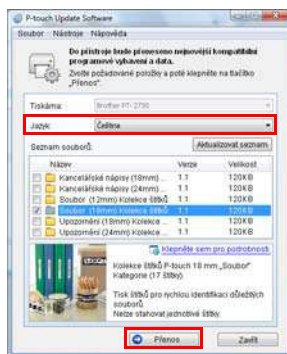 P-touch Update Software
Soubor Nástroje Nápověda
Do přístroje bude přeneseno nejnovější kompatibilní
programové vybavení a data.
Zvolte požadované položky a poté klepněte na tlačítko
„Přenos“.
Tiskárna: Brother PT-2730
Jazyk: Čeština
Seznam souborů: Aktualizovat seznam
Název Verze Velikost
Kancelářské nápisy (18mm) ... 1.1 120KB
Kancelářské nápisy (24mm) ... 1.1 120KB
Soubor (12mm) Kolekce štítků 1.1 120KB
Soubor (18mm) Kolekce štítků 1.1 120KB
Upozornění (18mm) Kolekce ... 1.1 120KB
Upozornění (24mm) Kolekce ... 1.1 120KB
Klepněte sem pro podrobnosti
Kolekce štítků P-touch 18 mm „Soubor“
Kategorie (17 štítky)
Tisk štítků pro rychlou identifikaci důležitých
souborů
Nelze stahovat jednotlivé štítky.
Přenos Zavřít